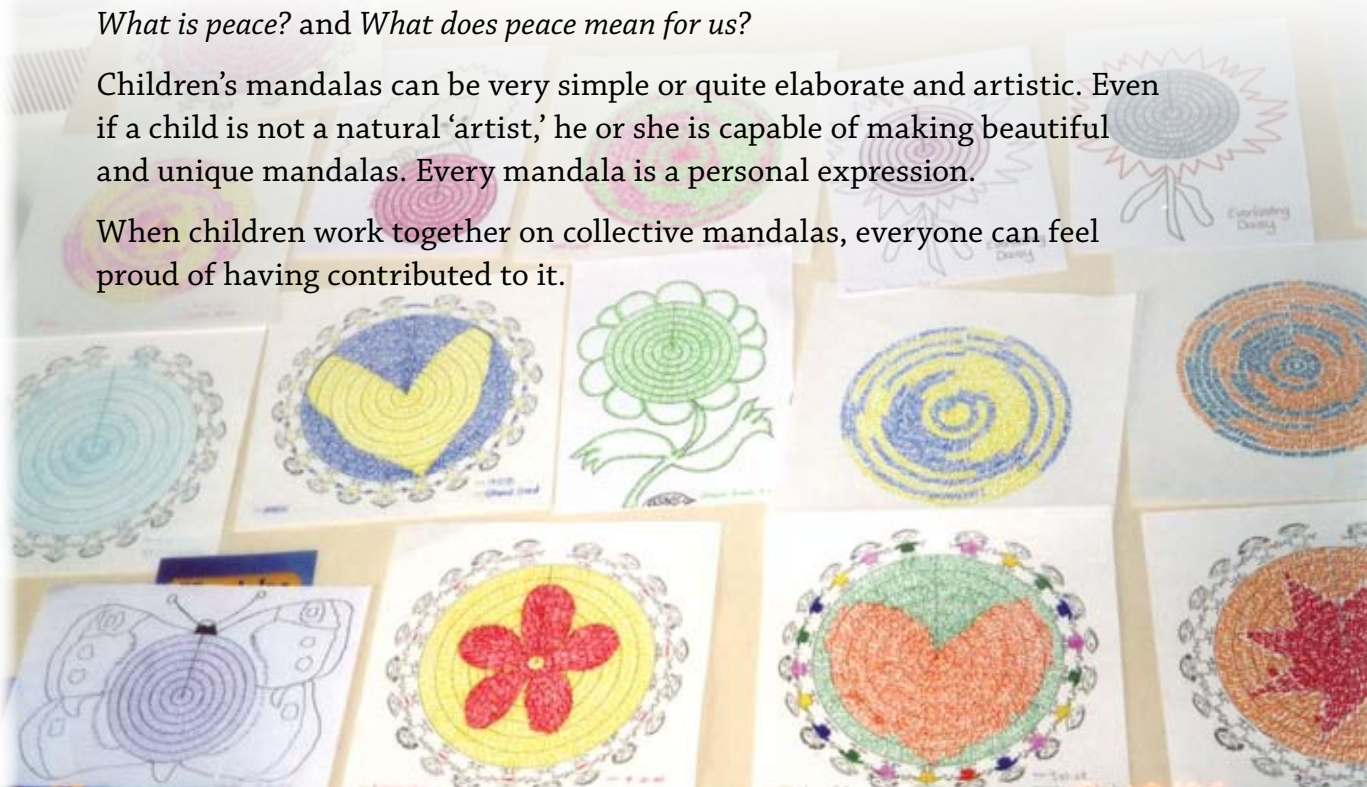 What is peace? and What does peace mean for us?
Children’s mandalas can be very simple or quite elaborate and artistic. Even
if a child is not a natural ‘artist,’ he or she is capable of making beautiful
and unique mandalas. Every mandala is a personal expression.
When children work together on collective mandalas, everyone can feel
proud of having contributed to it.
Everlasting
Daisy
Daisy